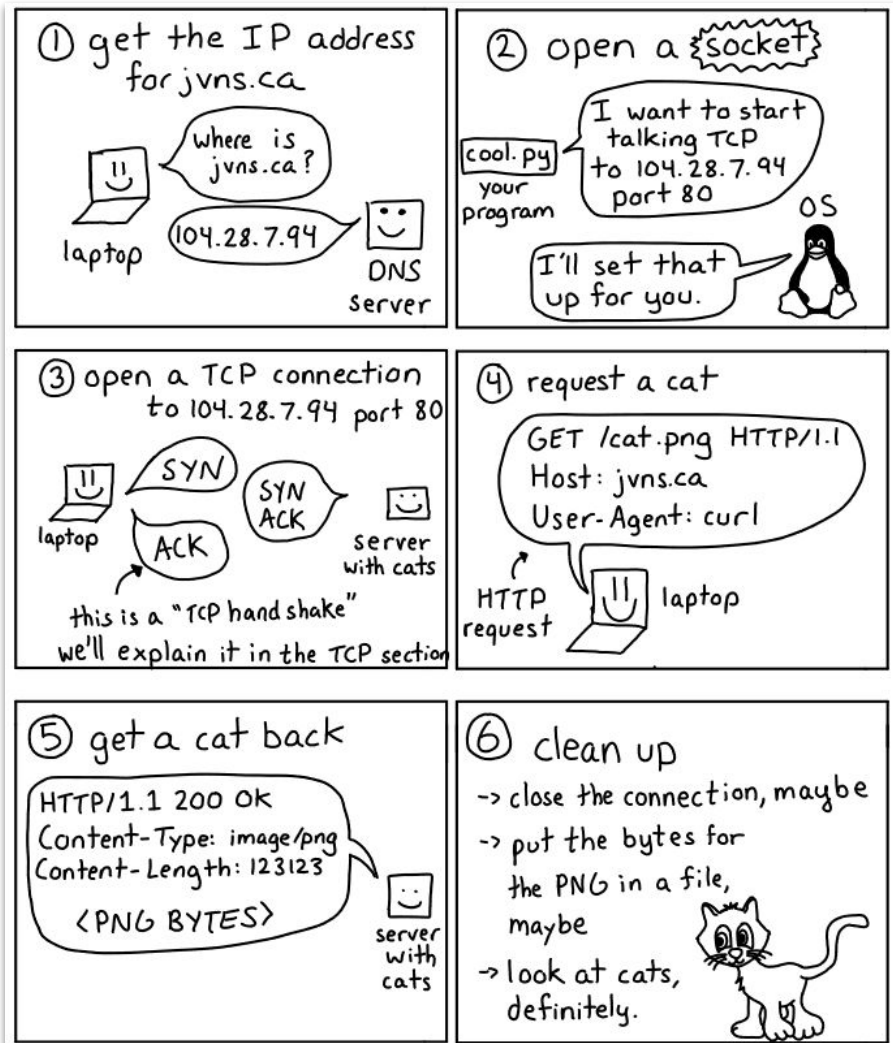 ① get the IP address
for jvns.ca
where is
jvns.ca?
laptop
104.28.7.94
DNS
server
② open a socket
I want to start
talking TCP
to 104.28.7.94
port 80
cool.py
your
program
OS
I'll set that
up for you.
③ open a TCP connection
to 104.28.7.94 port 80
SYN
SYN
ACK
ACK
laptop
server
with cats
this is a "TCP handshake"
we'll explain it in the TCP section
④ request a cat
GET /cat.png HTTP/1.1
Host: jvns.ca
User-Agent: curl
HTTP
request
laptop
⑤ get a cat back
HTTP/1.1 200 OK
Content-Type: image/png
Content-Length: 123123
<PNG BYTES>
server
with
cats
⑥ clean up
-> close the connection, maybe
-> put the bytes for
the PNG in a file,
maybe
-> look at cats,
definitely.